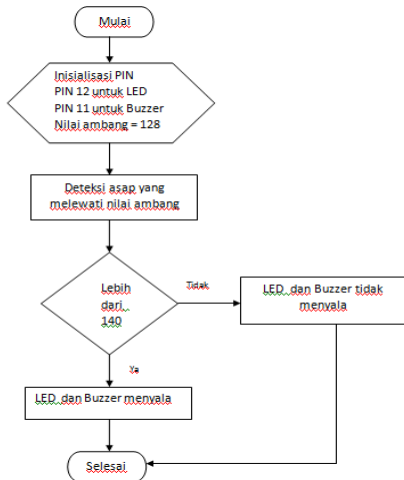 Mulai
Inisialisasi PIN
PIN 12 untuk LED
PIN 11 untuk Buzzer
Nilai ambang = 128
Deteksi asap yang
melewati nilai ambang
Lebih
dari
140
Tidak
LED dan Buzzer tidak
menyala
Ya
LED dan Buzzer menyala
Selesai